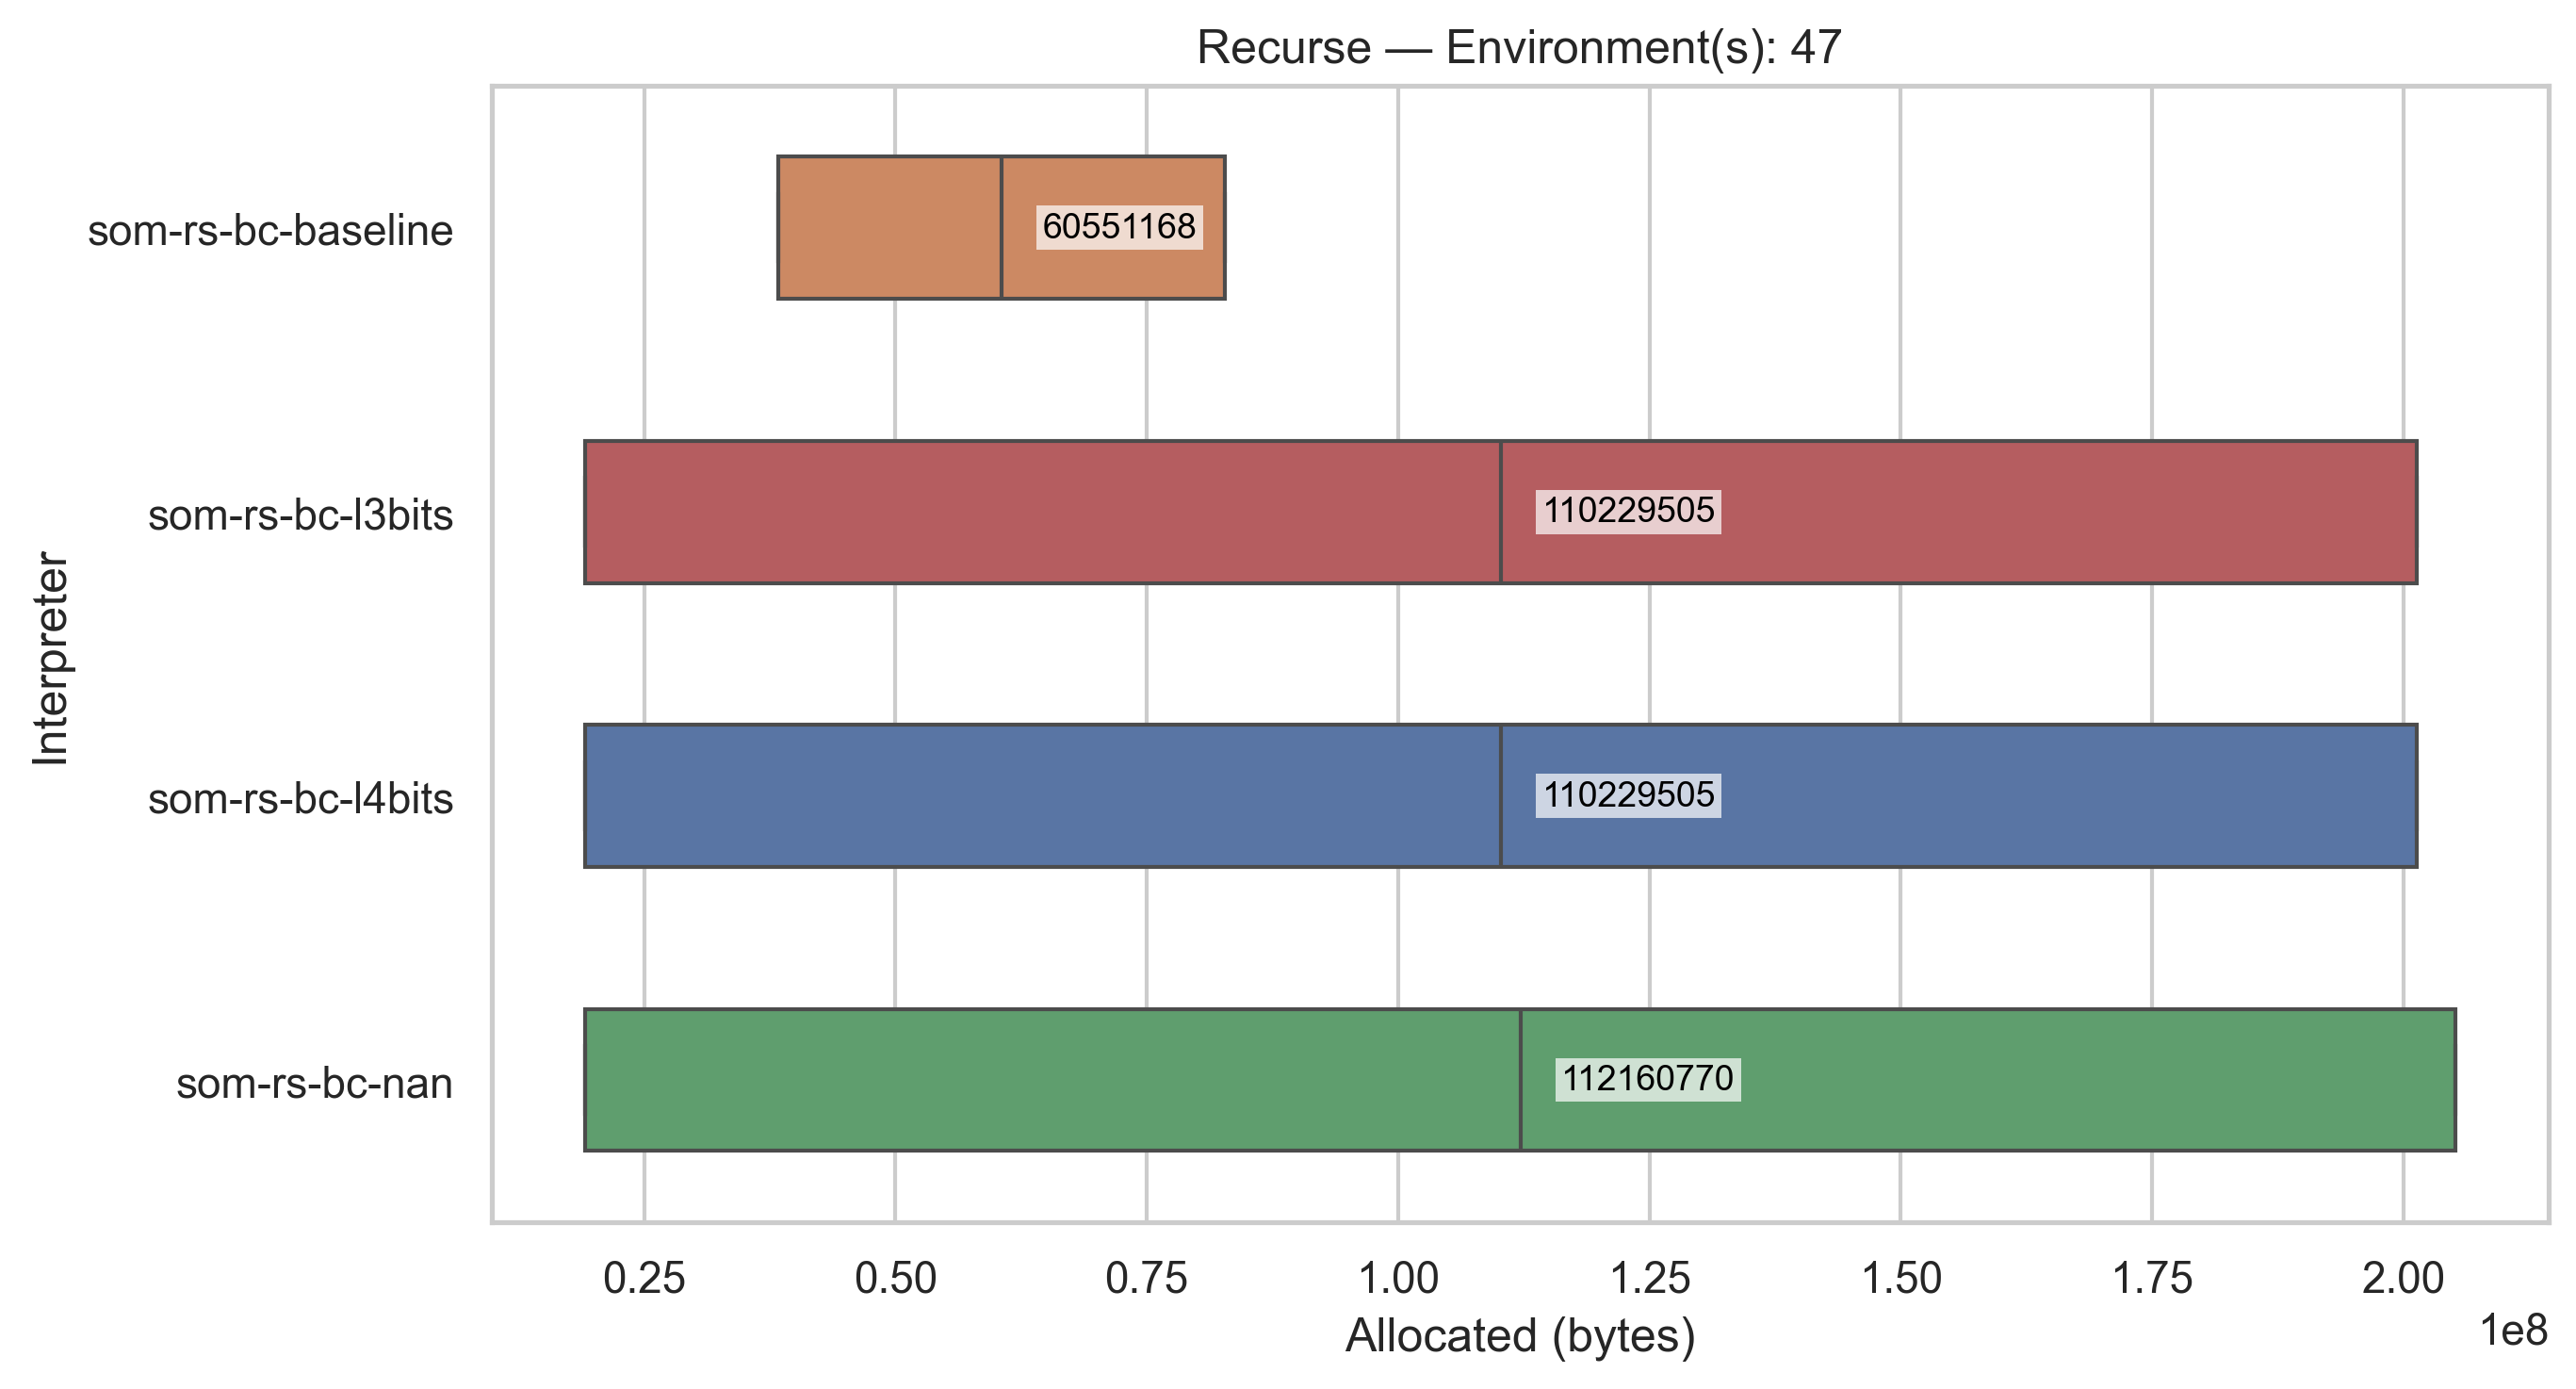 Recurse — Environment(s): 47
som-rs-bc-baseline
60551168
som-rs-bc-l3bits
110229505
som-rs-bc-l4bits
110229505
som-rs-bc-nan
112160770
Interpreter
0.25 0.50 0.75 1.00 1.25 1.50 1.75 2.00
1e8
Allocated (bytes)